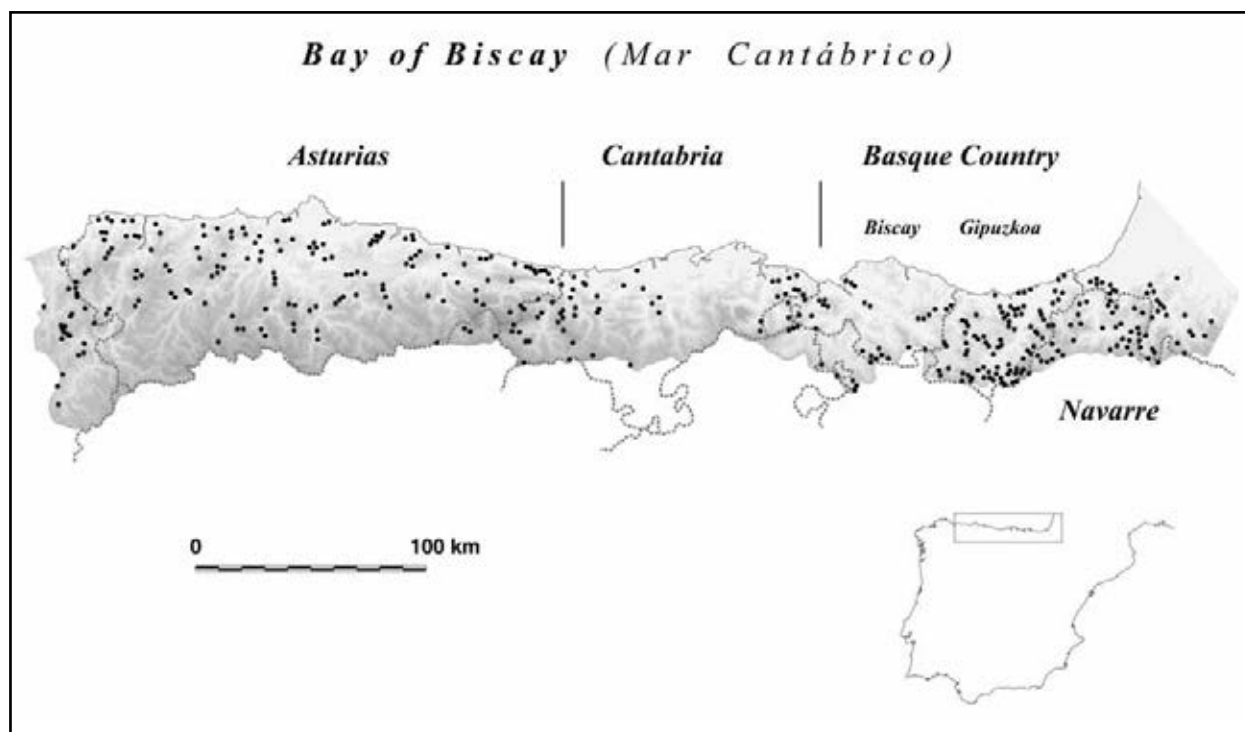 Bay of Biscay (Mar Cantábrico)
Asturias Cantabria Basque Country
Biscay Gipuzkoa
Navarre
0 100 km